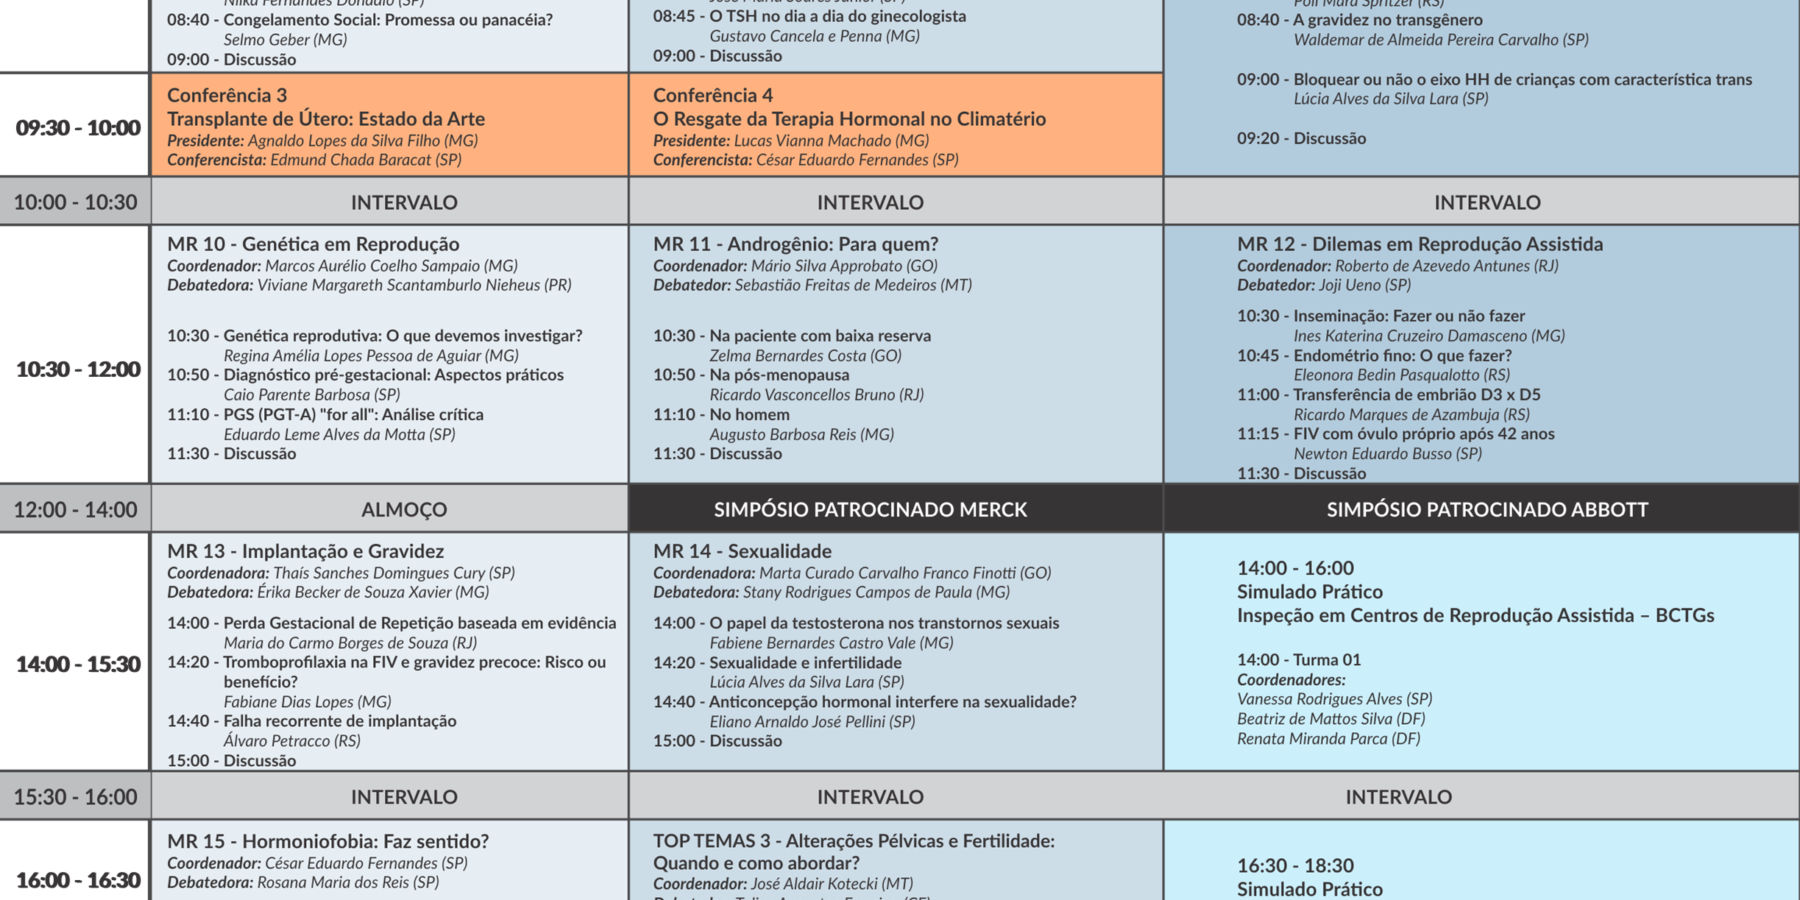 Nilka Fernandes Donadio (SP)
08:40 - Congelamento Social: Promessa ou panacéia?
Selmo Geber (MG)
09:00 - Discussão
08:45 - O TSH no dia a dia do ginecologista
Gustavo Cancela e Penna (MG)
09:00 - Discussão
Poli Mara Spritzer (RS)
08:40 - A gravidez no transgênero
Waldemar de Almeida Pereira Carvalho (SP)
09:00 - Bloquear ou não o eixo HH de crianças com característica trans
Lúcia Alves da Silva Lara (SP)
09:20 - Discussão
09:30 - 10:00
Conferência 3
Transplante de Útero: Estado da Arte
Presidente: Agnaldo Lopes da Silva Filho (MG)
Conferencista: Edmund Chada Baracat (SP)
Conferência 4
O Resgate da Terapia Hormonal no Climatério
Presidente: Lucas Vianna Machado (MG)
Conferencista: César Eduardo Fernandes (SP)
10:00 - 10:30
INTERVALO
INTERVALO
INTERVALO
10:30 - 12:00
MR 10 - Genética em Reprodução
Coordenador: Marcos Aurélio Coelho Sampaio (MG)
Debatedora: Viviane Margareth Scantamburlo Nieheus (PR)
10:30 - Genética reprodutiva: O que devemos investigar?
Regina Amélia Lopes Pessoa de Aguiar (MG)
10:50 - Diagnóstico pré-gestacional: Aspectos práticos
Caio Parente Barbosa (SP)
11:10 - PGS (PGT-A) "for all": Análise crítica
Eduardo Leme Alves da Motta (SP)
11:30 - Discussão
MR 11 - Androgênio: Para quem?
Coordenador: Mário Silva Approbato (GO)
Debatedor: Sebastião Freitas de Medeiros (MT)
10:30 - Na paciente com baixa reserva
Zelma Bernardes Costa (GO)
10:50 - Na pós-menopausa
Ricardo Vasconcellos Bruno (RJ)
11:10 - No homem
Augusto Barbosa Reis (MG)
11:30 - Discussão
MR 12 - Dilemas em Reprodução Assistida
Coordenador: Roberto de Azevedo Antunes (RJ)
Debatedor: Joji Ueno (SP)
10:30 - Inseminação: Fazer ou não fazer
Ines Katerina Cruzeiro Damasceno (MG)
10:45 - Endométrio fino: O que fazer?
Eleonora Bedin Pasqualotto (RS)
11:00 - Transferência de embrião D3 x D5
Ricardo Marques de Azambuja (RS)
11:15 - FIV com óvulo próprio após 42 anos
Newton Eduardo Busso (SP)
11:30 - Discussão
12:00 - 14:00
ALMOÇO
SIMPÓSIO PATROCINADO MERCK
SIMPÓSIO PATROCINADO ABBOTT
14:00 - 15:30
MR 13 - Implantação e Gravidez
Coordenadora: Thaís Sanches Domingues Cury (SP)
Debatedora: Érika Becker de Souza Xavier (MG)
14:00 - Perda Gestacional de Repetição baseada em evidência
Maria do Carmo Borges de Souza (RJ)
14:20 - Tromboprofilaxia na FIV e gravidez precoce: Risco ou
benefício?
Fabiane Dias Lopes (MG)
14:40 - Falha recorrente de implantação
Álvaro Petracco (RS)
15:00 - Discussão
MR 14 - Sexualidade
Coordenadora: Marta Curado Carvalho Franco Finotti (GO)
Debatedora: Stany Rodrigues Campos de Paula (MG)
14:00 - O papel da testosterona nos transtornos sexuais
Fabiene Bernardes Castro Vale (MG)
14:20 - Sexualidade e infertilidade
Lúcia Alves da Silva Lara (SP)
14:40 - Anticoncepção hormonal interfere na sexualidade?
Eliano Arnaldo José Pellini (SP)
15:00 - Discussão
14:00 - 16:00
Simulado Prático
Inspeção em Centros de Reprodução Assistida – BCTGs
14:00 - Turma 01
Coordenadores:
Vanessa Rodrigues Alves (SP)
Beatriz de Mattos Silva (DF)
Renata Miranda Parca (DF)
15:30 - 16:00
INTERVALO
INTERVALO
INTERVALO
16:00 - 16:30
MR 15 - Hormoniofobia: Faz sentido?
Coordenador: César Eduardo Fernandes (SP)
Debatedora: Rosana Maria dos Reis (SP)
TOP TEMAS 3 - Alterações Pélvicas e Fertilidade:
Quando e como abordar?
Coordenador: José Aldair Kotecki (MT)
16:30 - 18:30
Simulado Prático